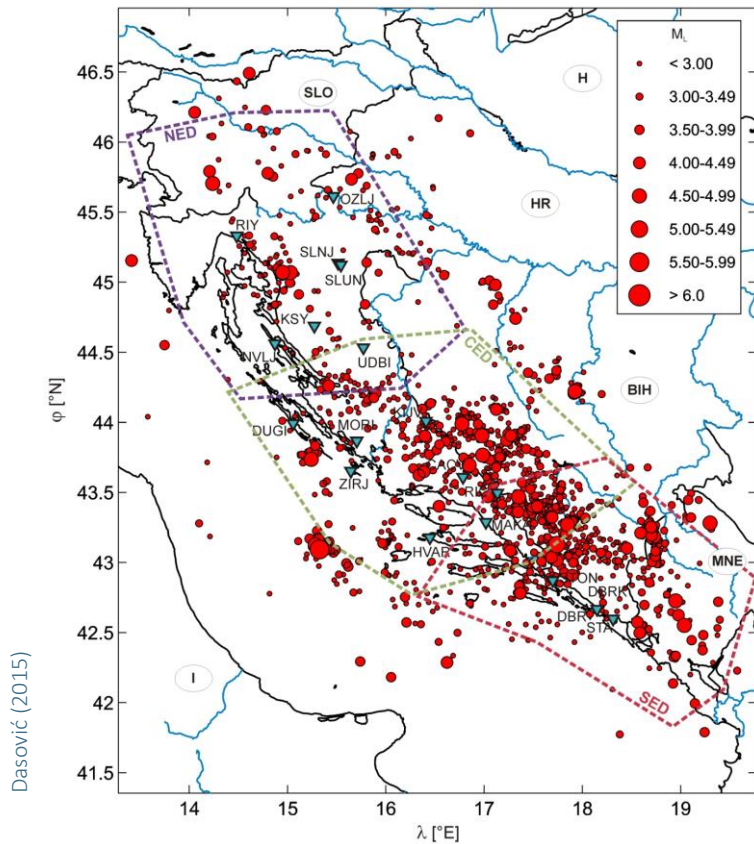 46.5
46
45.5
45
44.5
44
43.5
43
42.5
42
41.5
φ [°N]
14
15
16
17
18
19
λ [°E]
M_L
< 3.00
3.00-3.49
3.50-3.99
4.00-4.49
4.50-4.99
5.00-5.49
5.50-5.99
> 6.0
SLO
H
HR
BIH
MNE
I
NED
CED
SED
OZLJ
RIY
SLNJ
SLUN
KSY
NVLJ
UDBI
DUGI
MORI
ZIRJ
HVAR
MAKA
DBRK
DBR
STA
Dasović (2015)